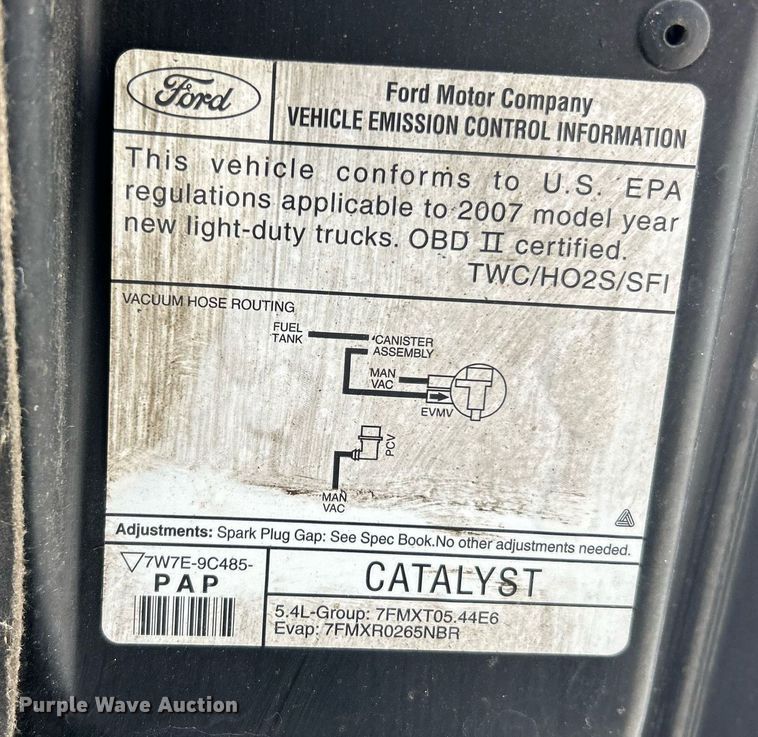 Ford
Ford Motor Company
VEHICLE EMISSION CONTROL INFORMATION
This vehicle conforms to U.S. EPA
regulations applicable to 2007 model year
new light-duty trucks. OBD II certified.
TWC/HO2S/SFI
VACUUM HOSE ROUTING
FUEL
TANK
CANISTER
ASSEMBLY
MAN
VAC
EVMV
PCV
MAN
VAC
Adjustments: Spark Plug Gap: See Spec Book.No other adjustments needed.
7W7E-9C485-
PAP
CATALYST
5.4L-Group: 7FMXT05.44E6
Evap: 7FMXR0265NBR
Purple Wave Auction